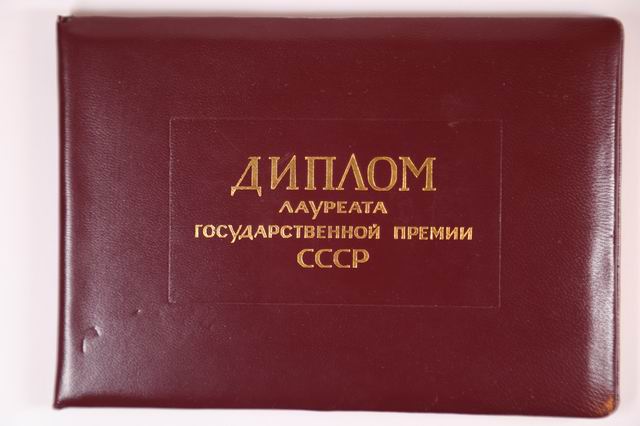 ДИПЛОМ
ЛАУРЕАТА
ГОСУДАРСТВЕННОЙ ПРЕМИИ
СССР